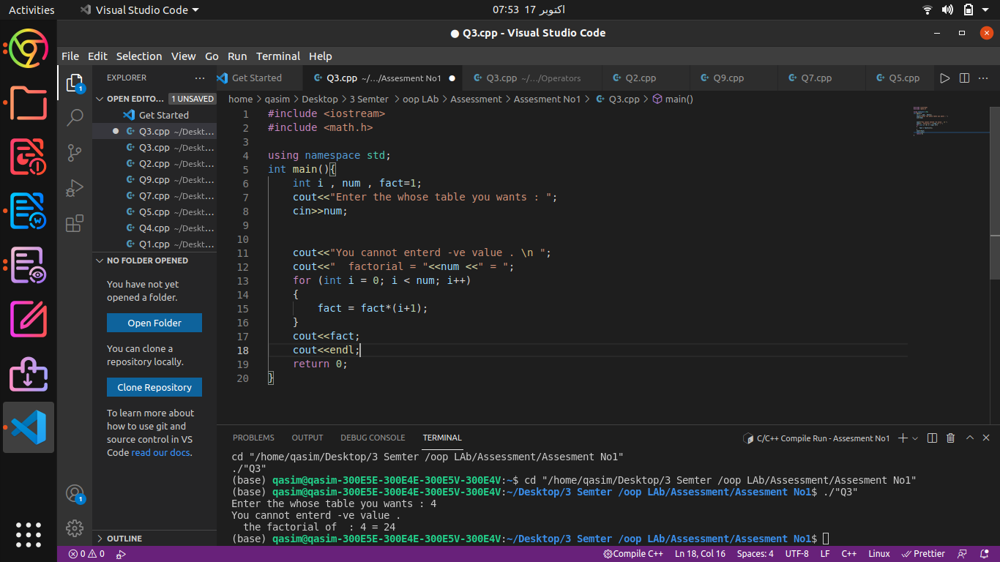 Activities
Visual Studio Code
07:53 17 اكتوبر
● Q3.cpp - Visual Studio Code
File Edit Selection View Go Run Terminal Help
EXPLORER
Get Started
Q3.cpp ~/.../Assesment No1 ●
Q3.cpp ~/.../Operators
Q2.cpp
Q9.cpp
Q7.cpp
Q5.cpp
OPEN EDITO... 1 UNSAVED
Get Started
● Q3.cpp ~/Deskt...
Q3.cpp ~/Deskt...
Q2.cpp ~/Deskt...
Q9.cpp ~/Deskt...
Q7.cpp ~/Deskt...
Q5.cpp ~/Deskt...
Q4.cpp ~/Deskt...
Q1.cpp ~/Deskt...
NO FOLDER OPENED
You have not yet
opened a folder.
Open Folder
You can clone a
repository locally.
Clone Repository
To learn more about
how to use git and
source control in VS
Code read our docs.
OUTLINE
home > qasim > Desktop > 3 Semter > oop LAb > Assessment > Assesment No1 > Q3.cpp > main()
1 #include <iostream>
2 #include <math.h>
3
4 using namespace std;
5 int main(){
6 int i , num , fact=1;
7 cout<<"Enter the whose table you wants : ";
8 cin>>num;
9
10
11 cout<<"You cannot enterd -ve value . \n ";
12 cout<<"  factorial = "<<num <<" = ";
13 for (int i = 0; i < num; i++)
14 {
15 fact = fact*(i+1);
16 }
17 cout<<fact;
18 cout<<endl;
19 return 0;
20 }
PROBLEMS OUTPUT DEBUG CONSOLE TERMINAL
C/C++ Compile Run - Assesment No1
cd "/home/qasim/Desktop/3 Semter /oop LAb/Assessment/Assesment No1"
./"Q3"
(base) qasim@qasim-300E5E-300E4E-300E5V-300E4V:~$ cd "/home/qasim/Desktop/3 Semter /oop LAb/Assessment/Assesment No1"
(base) qasim@qasim-300E5E-300E4E-300E5V-300E4V:~/Desktop/3 Semter /oop LAb/Assessment/Assesment No1$ ./"Q3"
Enter the whose table you wants : 4
You cannot enterd -ve value .
the factorial of  : 4 = 24
(base) qasim@qasim-300E5E-300E4E-300E5V-300E4V:~/Desktop/3 Semter /oop LAb/Assessment/Assesment No1$
0 0
Compile C++ Ln 18, Col 16 Spaces: 4 UTF-8 LF C++ Linux Prettier